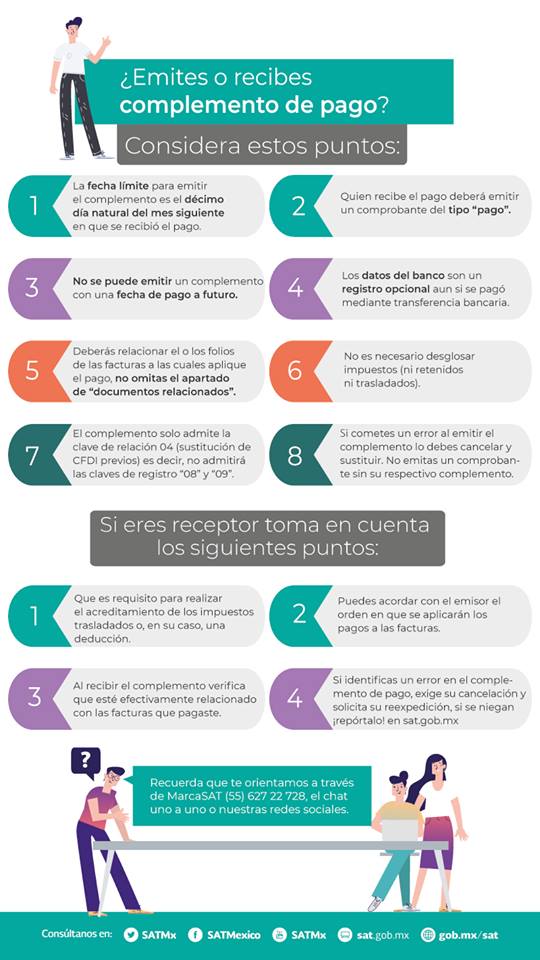 ¿Emites o recibes
complemento de pago?
Considera estos puntos:
1
La fecha límite para emitir
el complemento es el décimo
día natural del mes siguiente
en que se recibió el pago.
2
Quien recibe el pago deberá emitir
un comprobante del tipo “pago”.
3
No se puede emitir un complemento
con una fecha de pago a futuro.
4
Los datos del banco son un
registro opcional aun si se pagó
mediante transferencia bancaria.
5
Deberás relacionar el o los folios
de las facturas a las cuales aplique
el pago, no omitas el apartado
de “documentos relacionados”.
6
No es necesario desglosar
impuestos (ni retenidos
ni trasladados).
7
El complemento solo admite la
clave de relación 04 (sustitución de
CFDI previos) es decir, no admitirá
las claves de registro “08” y “09”.
8
Si cometes un error al emitir el
complemento lo debes cancelar y
sustituir. No emitas un comproban-
te sin su respectivo complemento.
Si eres receptor toma en cuenta
los siguientes puntos:
1
Que es requisito para realizar
el acreditamiento de los impuestos
trasladados o, en su caso, una
deducción.
2
Puedes acordar con el emisor el
orden en que se aplicarán los
pagos a las facturas.
3
Al recibir el complemento verifica
que esté efectivamente relacionado
con las facturas que pagaste.
4
Si identificas un error en el comple-
mento de pago, exige su cancelación y
solicita su reexpedición, si se niegan
¡repórtalo! en sat.gob.mx
?
Recuerda que te orientamos a través
de MarcaSAT (55) 627 22 728, el chat
uno a uno o nuestras redes sociales.
Consúltanos en: SATMx SATMexico SATMx sat.gob.mx gob.mx/sat